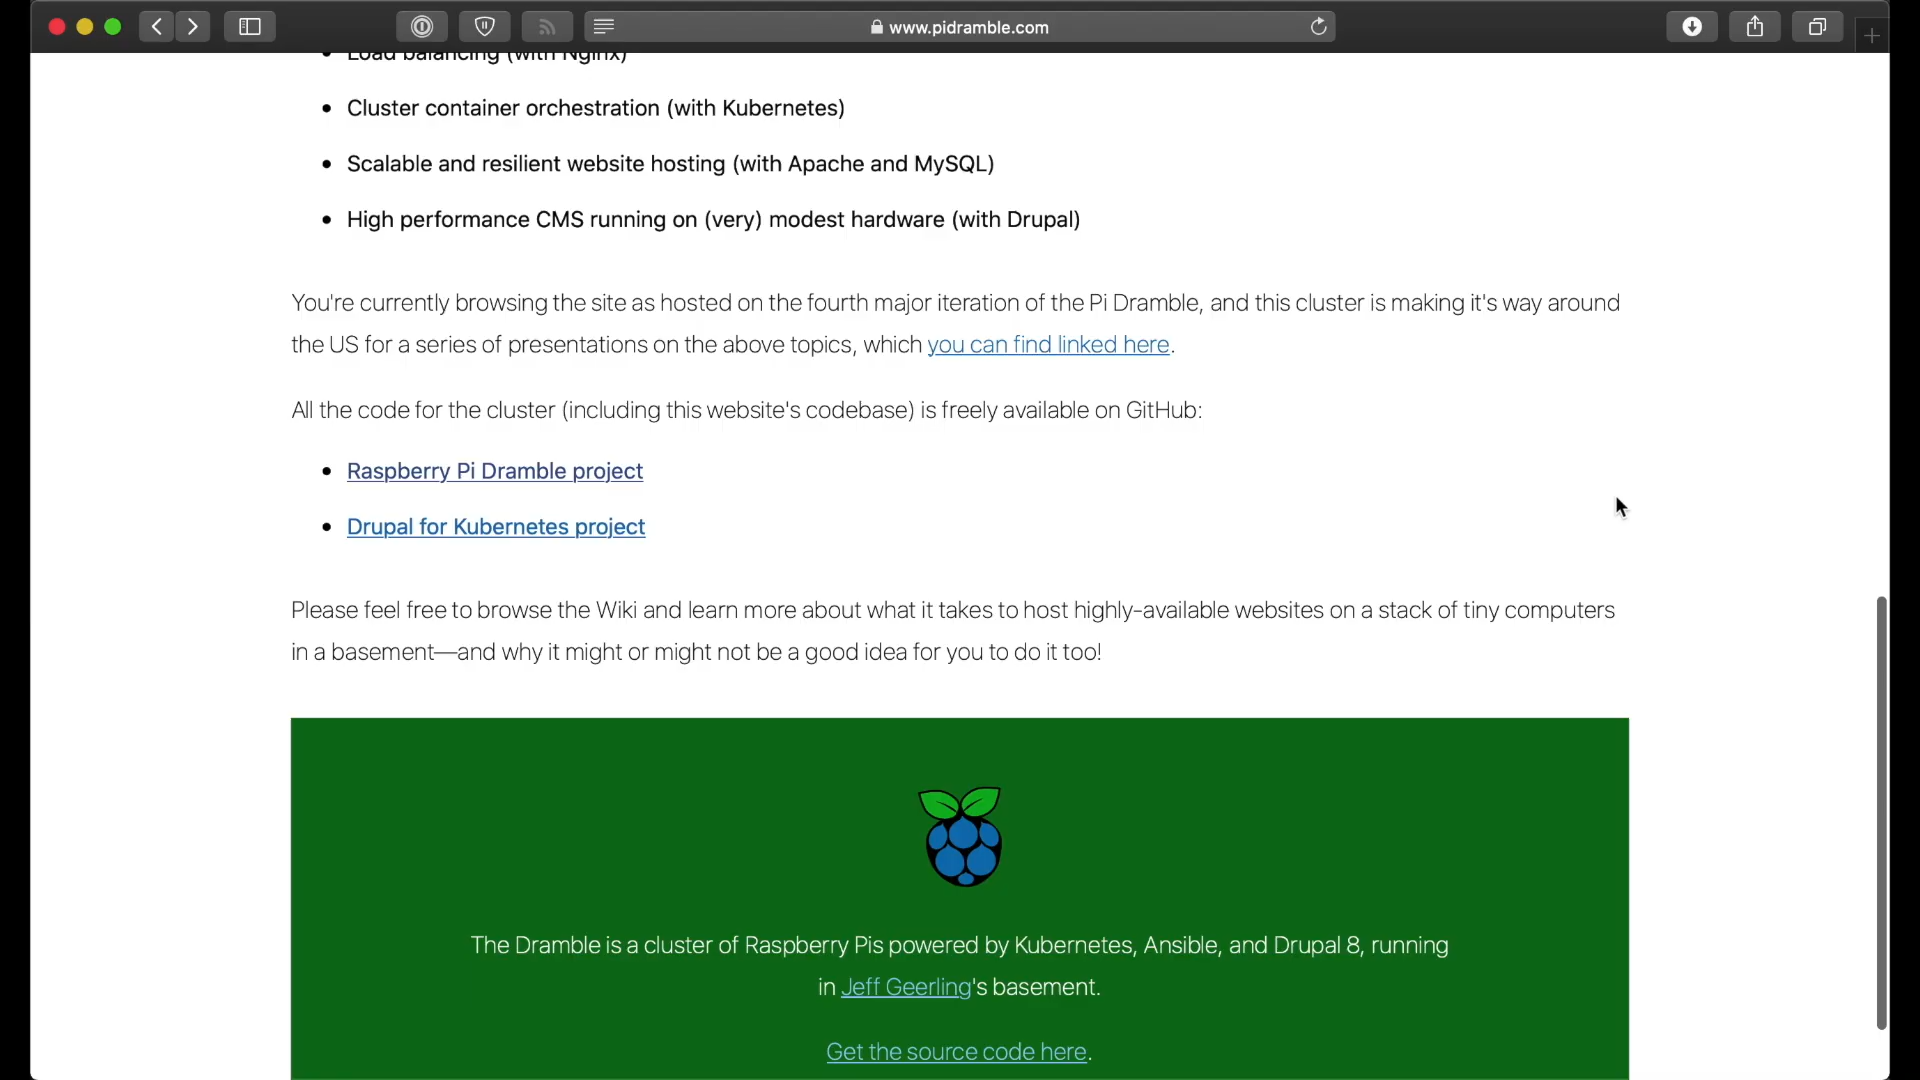 www.pidramble.com
Load balancing (with Nginx)
Cluster container orchestration (with Kubernetes)
Scalable and resilient website hosting (with Apache and MySQL)
High performance CMS running on (very) modest hardware (with Drupal)
You're currently browsing the site as hosted on the fourth major iteration of the Pi Dramble, and this cluster is making it's way around
the US for a series of presentations on the above topics, which you can find linked here.
All the code for the cluster (including this website's codebase) is freely available on GitHub:
Raspberry Pi Dramble project
Drupal for Kubernetes project
Please feel free to browse the Wiki and learn more about what it takes to host highly-available websites on a stack of tiny computers
in a basement—and why it might or might not be a good idea for you to do it too!
The Dramble is a cluster of Raspberry Pis powered by Kubernetes, Ansible, and Drupal 8, running
in Jeff Geerling's basement.
Get the source code here.